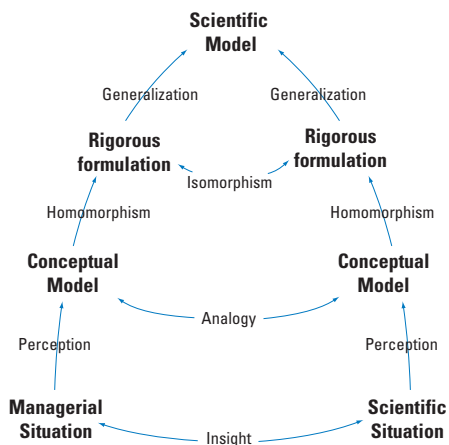 Scientific
Model
Generalization
Generalization
Rigorous
formulation
Rigorous
formulation
Isomorphism
Homomorphism
Homomorphism
Conceptual
Model
Conceptual
Model
Analogy
Perception
Perception
Managerial
Situation
Scientific
Situation
Insight